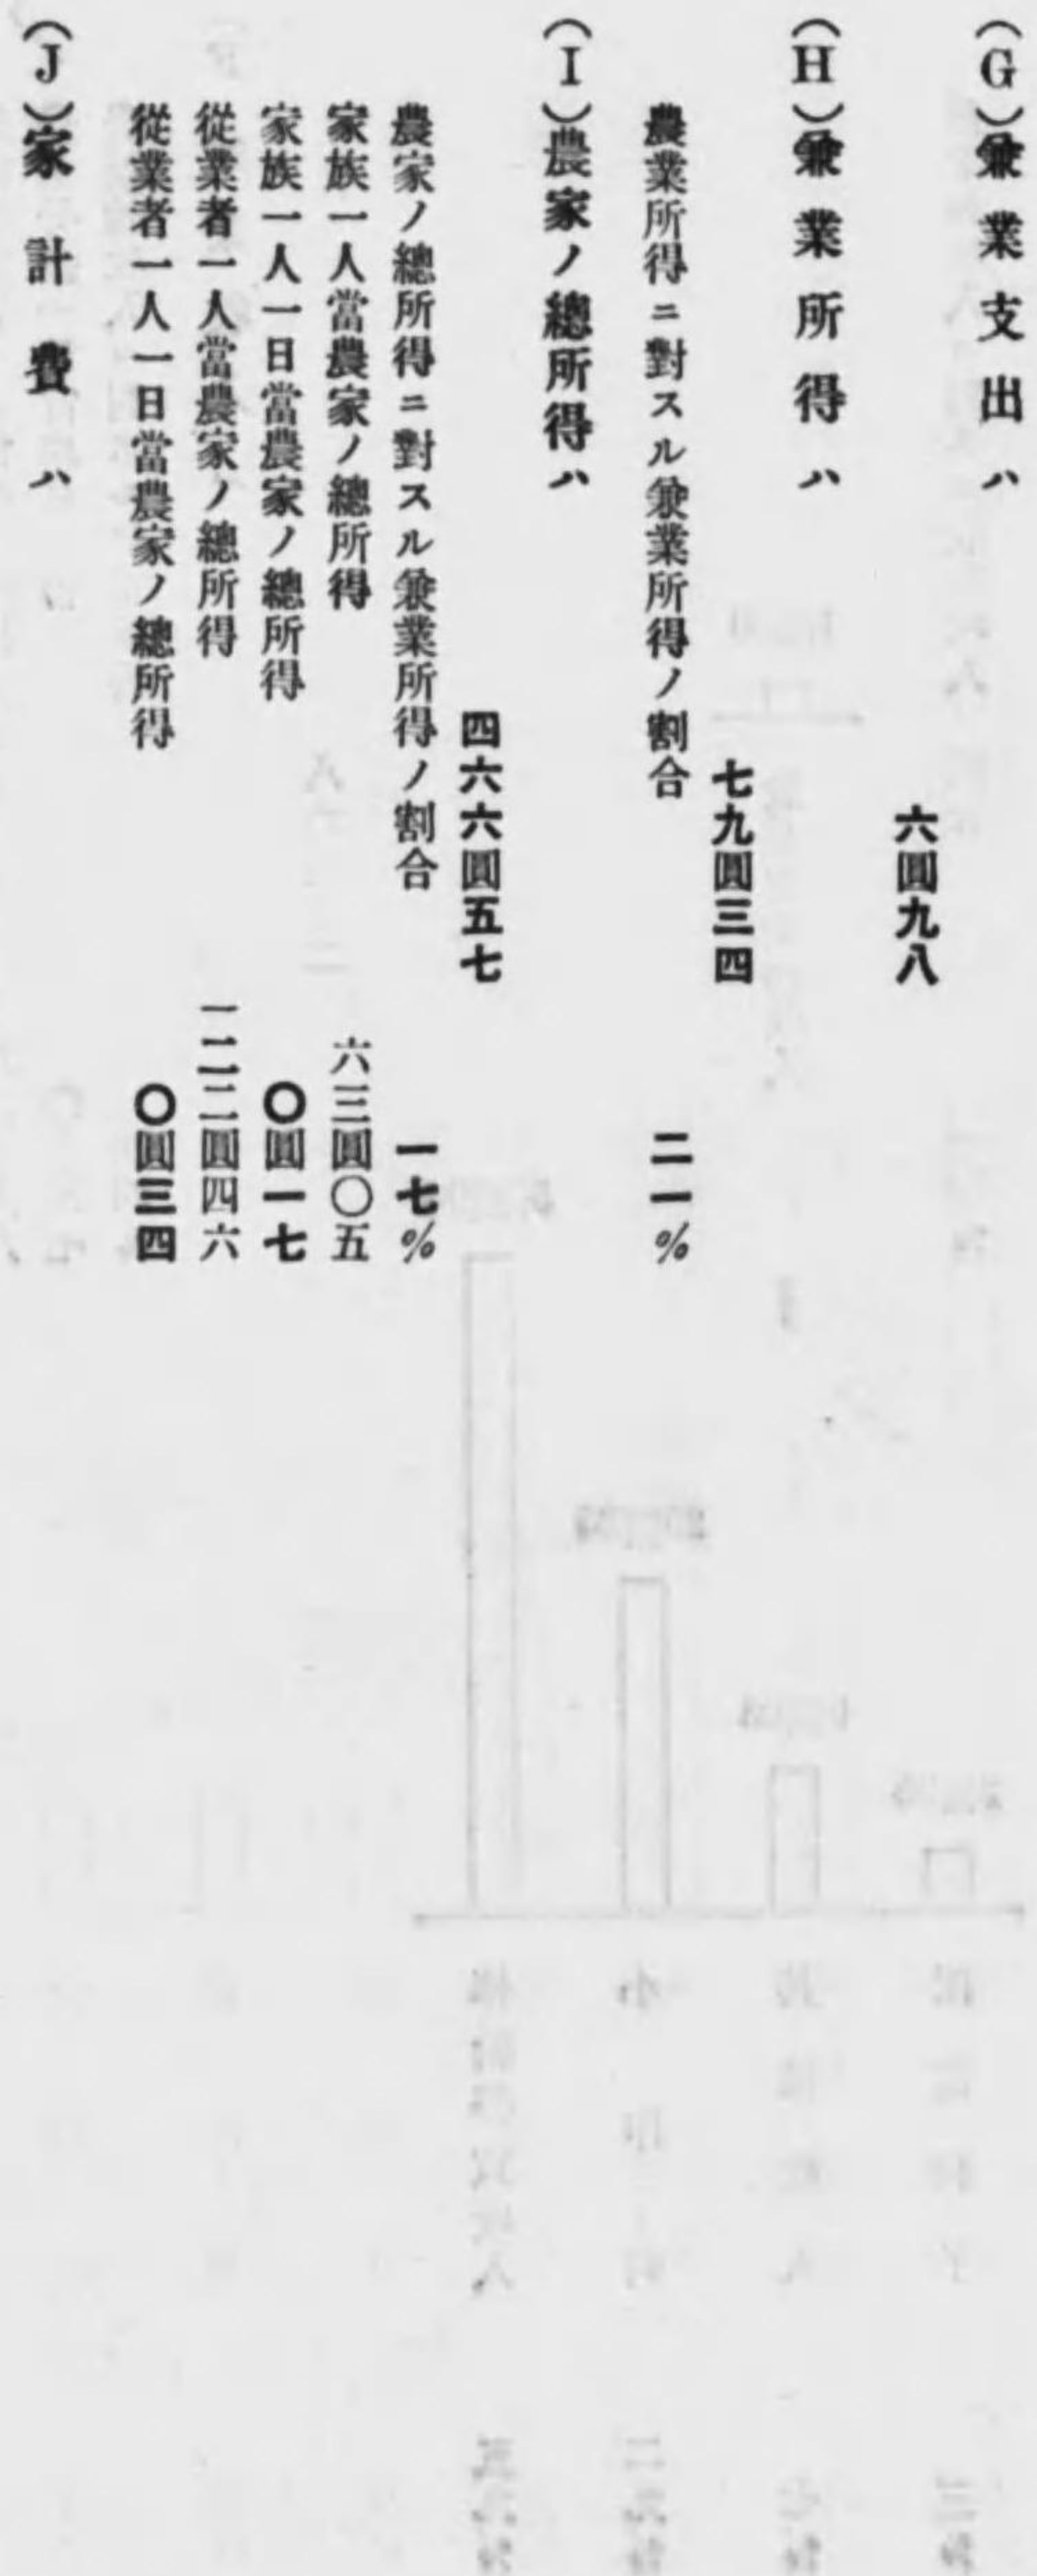 (G)兼業支出ハ
六圓九八
(H)兼業所得ハ
七九圓三四
農業所得ニ對スル兼業所得ノ割合 二一%
(I)農家ノ總所得ハ
四六六圓五七
農家ノ總所得ニ對スル兼業所得ノ割合 一七%
家族一人當農家ノ總所得 六三圓〇五
家族一人一日當農家ノ總所得 〇圓一七
從業者一人當農家ノ總所得 一二二圓四六
從業者一人一日當農家ノ總所得 〇圓三四
(J)家計費ハ